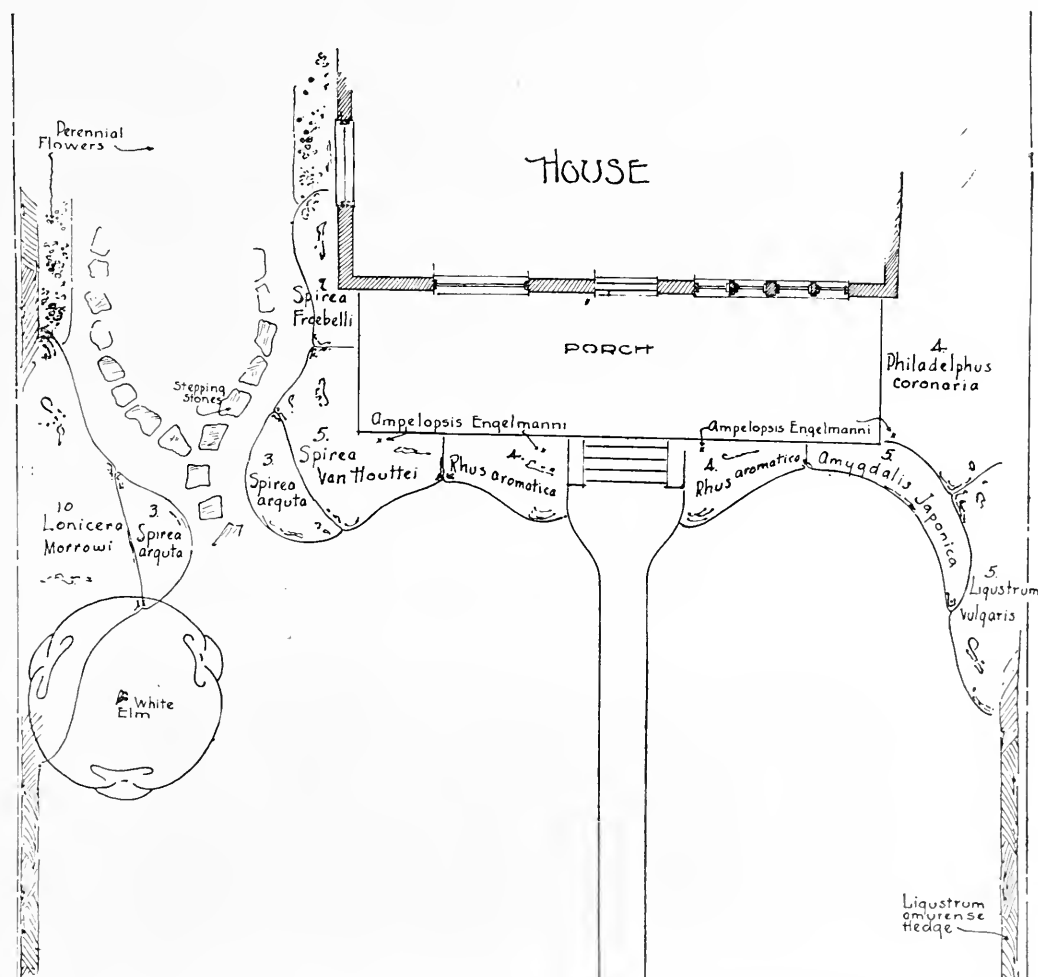 Perennial
Flowers
HOUSE
2
Spirea
Froebelli
PORCH
4.
Philadelphus
coronaria
Stepping
Stones
Ampelopsis Engelmanni
Ampelopsis Engelmanni
5.
Spirea
Van Houttei
3.
Spirea
arguta
4.
Rhus aromatica
4.
Rhus aromatica
5.
Amygdalis Japonica
10
Lonicera
Morrowi
3.
Spirea
arguta
5.
Ligustrum
Vulgaris
White
Elm
Ligustrum
amurense
Hedge